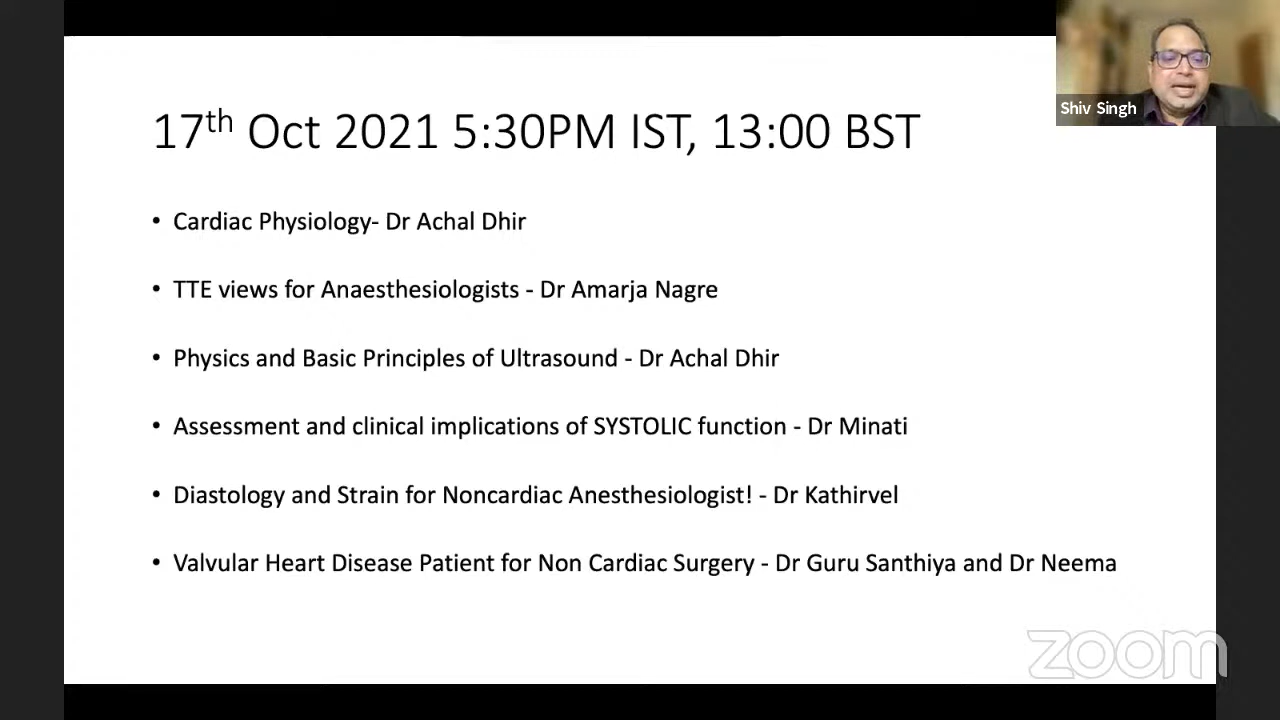 17th Oct 2021 5:30PM IST, 13:00 BST
Shiv Singh
• Cardiac Physiology- Dr Achal Dhir
• TTE views for Anaesthesiologists - Dr Amarja Nagre
• Physics and Basic Principles of Ultrasound - Dr Achal Dhir
• Assessment and clinical implications of SYSTOLIC function - Dr Minati
• Diastology and Strain for Noncardiac Anesthesiologist! - Dr Kathirvel
• Valvular Heart Disease Patient for Non Cardiac Surgery - Dr Guru Santhiya and Dr Neema
zoom